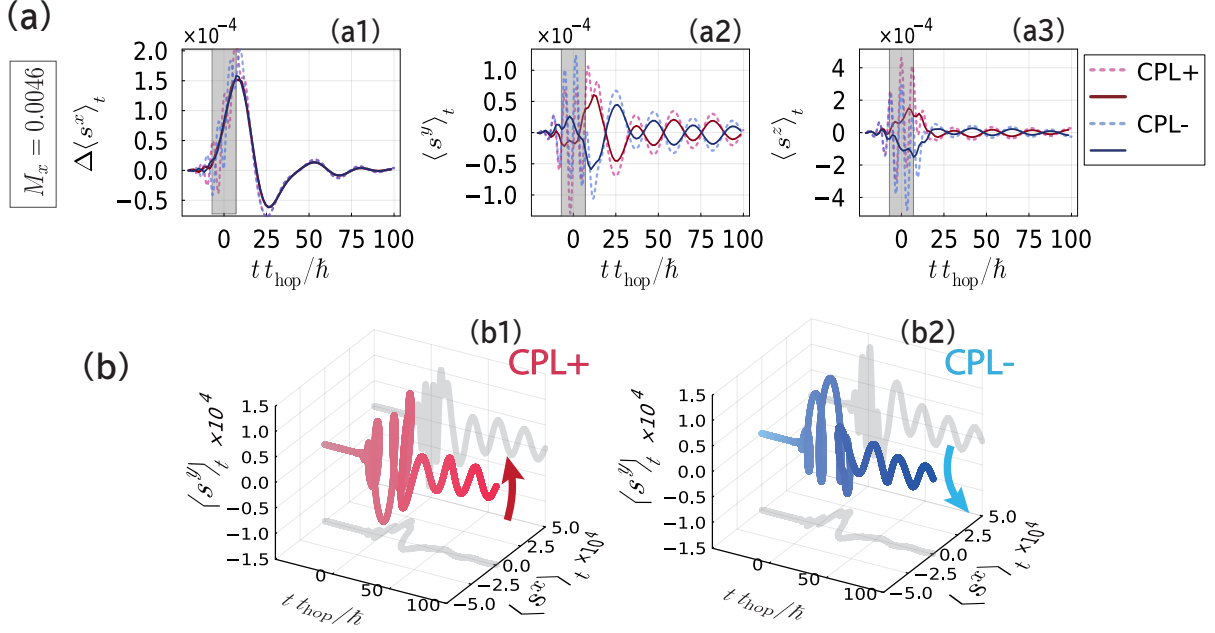 (a)
M_x = 0.0046
×10⁻⁴
(a1)
Δ⟨s^x⟩_t
2.0
1.5
1.0
0.5
0.0
−0.5
0 25 50 75 100
t t_hop/ħ
×10⁻⁴
(a2)
⟨s^y⟩_t
1.0
0.5
0.0
−0.5
−1.0
0 25 50 75 100
t t_hop/ħ
×10⁻⁴
(a3)
⟨s^z⟩_t
4
2
0
−2
−4
0 25 50 75 100
t t_hop/ħ
CPL+
CPL-
(b)
(b1)
CPL+
⟨s^y⟩_t ×10⁴
1.5
1.0
0.5
0.0
−0.5
−1.0
−1.5
0
50
100
t t_hop/ħ
5.0
2.5
0.0
−2.5
−5.0
⟨s^x⟩_t ×10⁴
(b2)
CPL-
⟨s^y⟩_t ×10⁴
1.5
1.0
0.5
0.0
−0.5
−1.0
−1.5
0
50
100
t t_hop/ħ
5.0
2.5
0.0
−2.5
−5.0
⟨s^x⟩_t ×10⁴